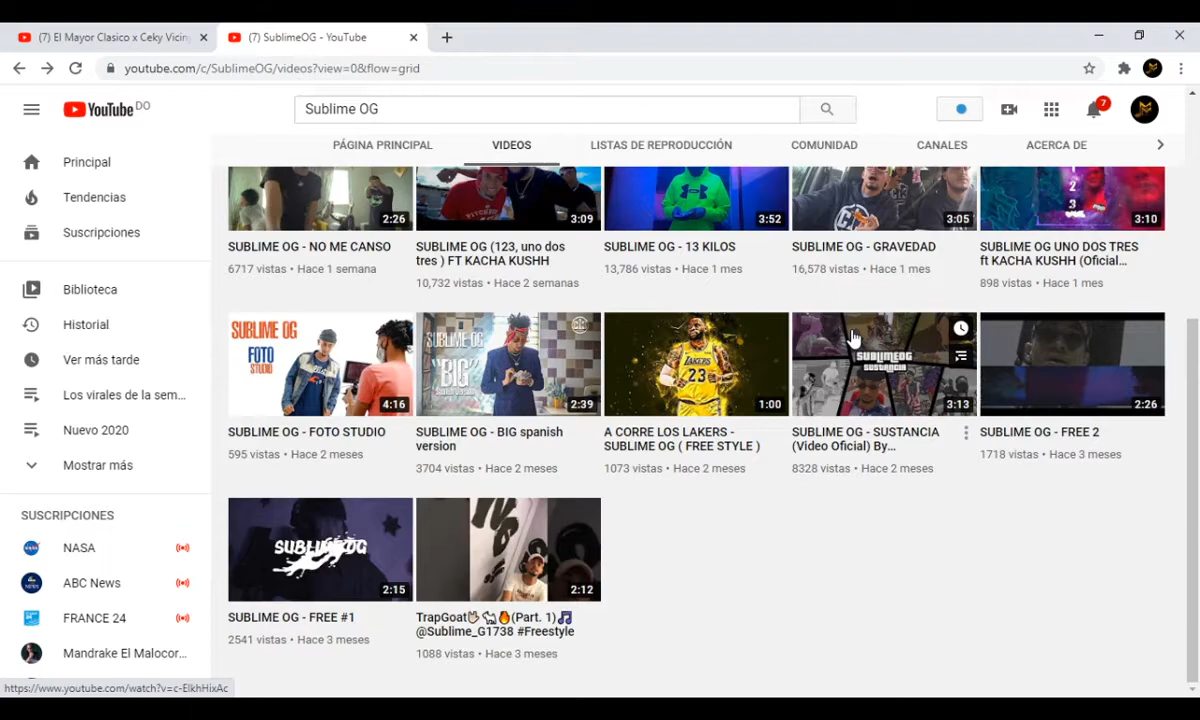 (7) El Mayor Clasico x Ceky Vicin
(7) SublimeOG - YouTube
youtube.com/c/SublimeOG/videos?view=0&flow=grid
YouTube DO
Sublime OG
7
PÁGINA PRINCIPAL
VIDEOS
LISTAS DE REPRODUCCIÓN
COMUNIDAD
CANALES
ACERCA DE
Principal
Tendencias
Suscripciones
Biblioteca
Historial
Ver más tarde
Los virales de la sem...
Nuevo 2020
Mostrar más
SUSCRIPCIONES
NASA
ABC News
FRANCE 24
Mandrake El Malocor...
2:26
SUBLIME OG - NO ME CANSO
6717 vistas • Hace 1 semana
3:09
SUBLIME OG (123, uno dos
tres ) FT KACHA KUSHH
10,732 vistas • Hace 2 semanas
3:52
SUBLIME OG - 13 KILOS
13,786 vistas • Hace 1 mes
3:05
SUBLIME OG - GRAVEDAD
16,578 vistas • Hace 1 mes
2
3
3:10
SUBLIME OG UNO DOS TRES
ft KACHA KUSHH (Oficial...
898 vistas • Hace 1 mes
SUBLIME OG
FOTO
STUDIO
4:16
SUBLIME OG - FOTO STUDIO
595 vistas • Hace 2 meses
SUBLIME OG
"BIG"
2:39
SUBLIME OG - BIG spanish
version
3704 vistas • Hace 2 meses
LAKERS
23
1:00
A CORRE LOS LAKERS -
SUBLIME OG ( FREE STYLE )
1073 vistas • Hace 2 meses
SUBLIMEOG
SUSTANCIA
3:13
SUBLIME OG - SUSTANCIA
(Video Oficial) By...
8328 vistas • Hace 2 meses
2:26
SUBLIME OG - FREE 2
1718 vistas • Hace 3 meses
SUBLIME OG
2:15
SUBLIME OG - FREE #1
2541 vistas • Hace 3 meses
2:12
TrapGoat👌🏻🐐🔥(Part. 1)🎵
@Sublime_G1738 #Freestyle
1088 vistas • Hace 3 meses
https://www.youtube.com/watch?v=c-ElkhHixAc